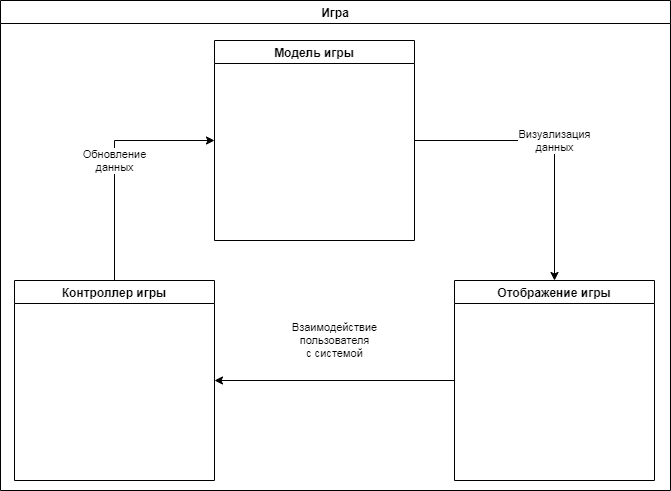 Игра
Модель игры
Обновление
данных
Визуализация
данных
Контроллер игры
Отображение игры
Взаимодействие
пользователя
с системой